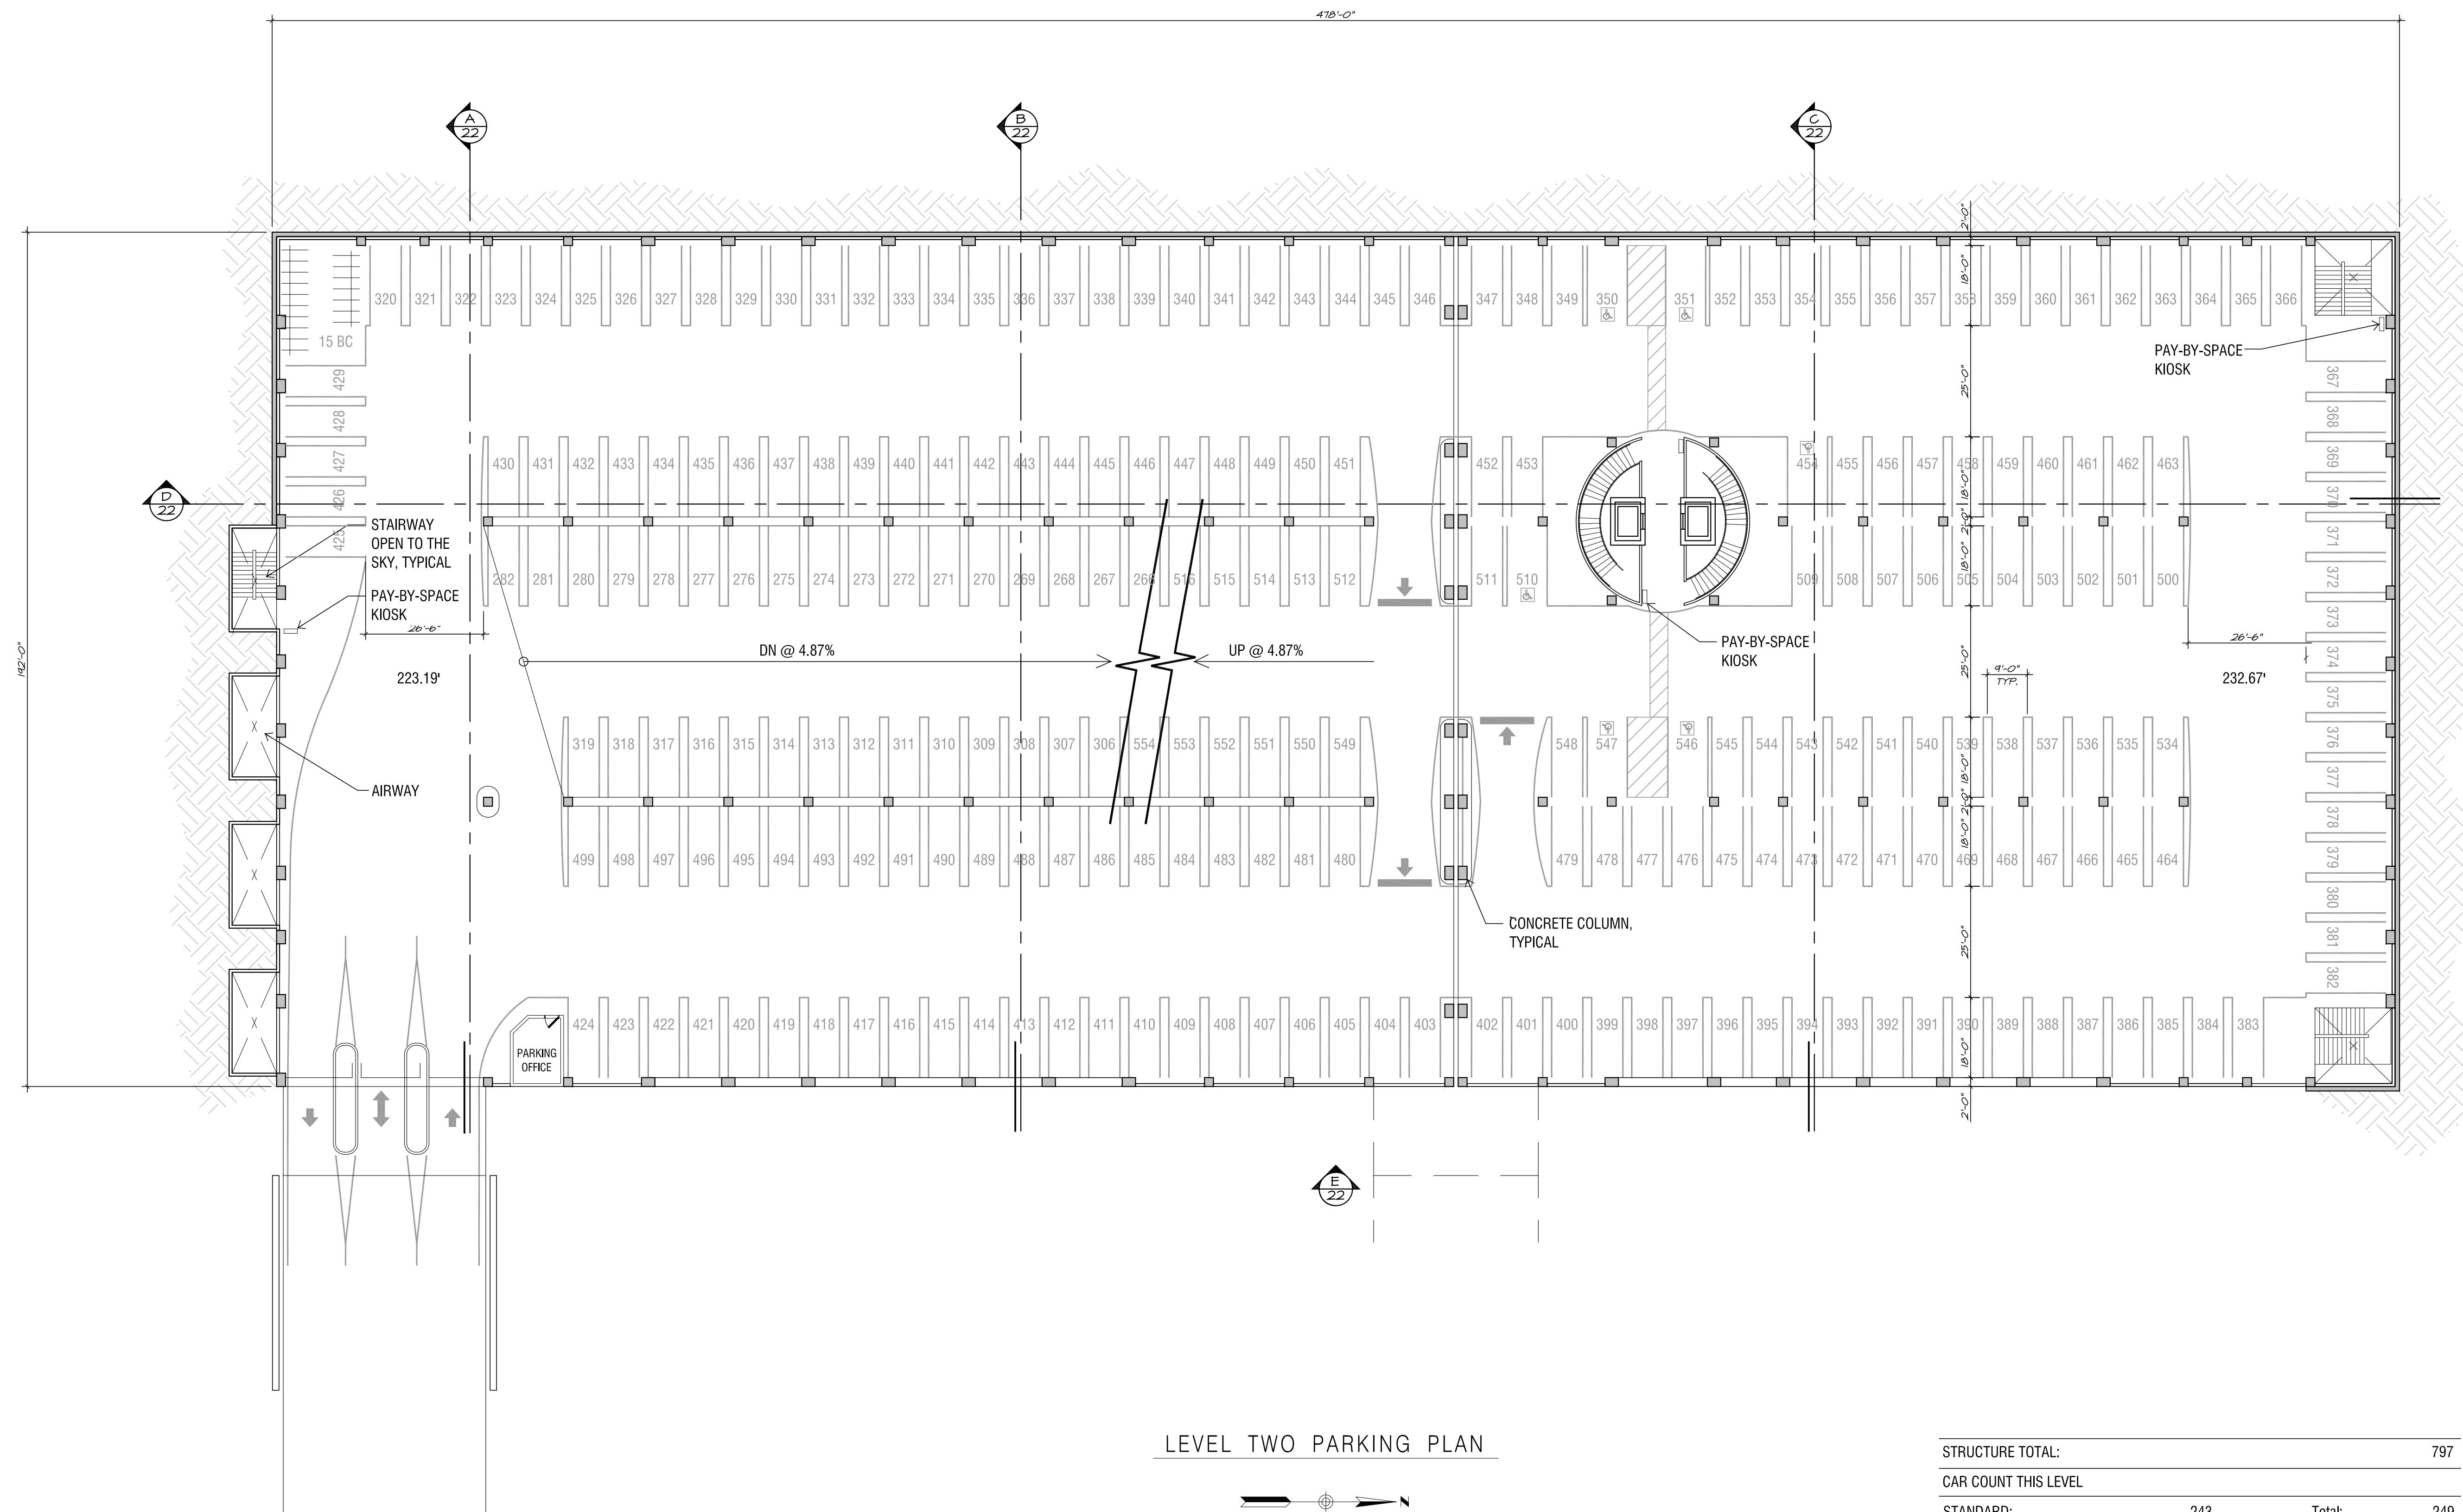 478'-0"
A
22
B
22
C
22
2'-0"
320 321 322 323 324 325 326 327 328 329 330 331 332 333 334 335 336 337 338 339 340 341 342 343 344 345 346 347 348 349 350 351 352 353 354 355 356 357 358 359 360 361 362 363 364 365 366
18'-0"
15 BC
PAY-BY-SPACE
KIOSK
25'-0"
429
428
427
426
425
367
368
369
370
371
372
373
374
375
376
377
378
379
380
381
382
430 431 432 433 434 435 436 437 438 439 440 441 442 443 444 445 446 447 448 449 450 451 452 453 454 455 456 457 458 459 460 461 462 463
18'-0"
D
22
2'-0"
STAIRWAY
OPEN TO THE
SKY, TYPICAL
282 281 280 279 278 277 276 275 274 273 272 271 270 269 268 267 266 516 515 514 513 512 511 510 509 508 507 506 505 504 503 502 501 500
18'-0"
PAY-BY-SPACE
KIOSK
26'-6"
192'-0"
DN @ 4.87%
UP @ 4.87%
PAY-BY-SPACE
KIOSK
25'-0"
26'-6"
9'-0"
TYP.
223.19'
232.67'
319 318 317 316 315 314 313 312 311 310 309 308 307 306 554 553 552 551 550 549 548 547 546 545 544 543 542 541 540 539 538 537 536 535 534
18'-0"
AIRWAY
2'-0"
499 498 497 496 495 494 493 492 491 490 489 488 487 486 485 484 483 482 481 480 479 478 477 476 475 474 473 472 471 470 469 468 467 466 465 464
18'-0"
CONCRETE COLUMN,
TYPICAL
25'-0"
424 423 422 421 420 419 418 417 416 415 414 413 412 411 410 409 408 407 406 405 404 403 402 401 400 399 398 397 396 395 394 393 392 391 390 389 388 387 386 385 384 383
18'-0"
PARKING
OFFICE
2'-0"
E
22
LEVEL TWO PARKING PLAN
N
STRUCTURE TOTAL: 797
CAR COUNT THIS LEVEL
STANDARD: 243 Total: 249